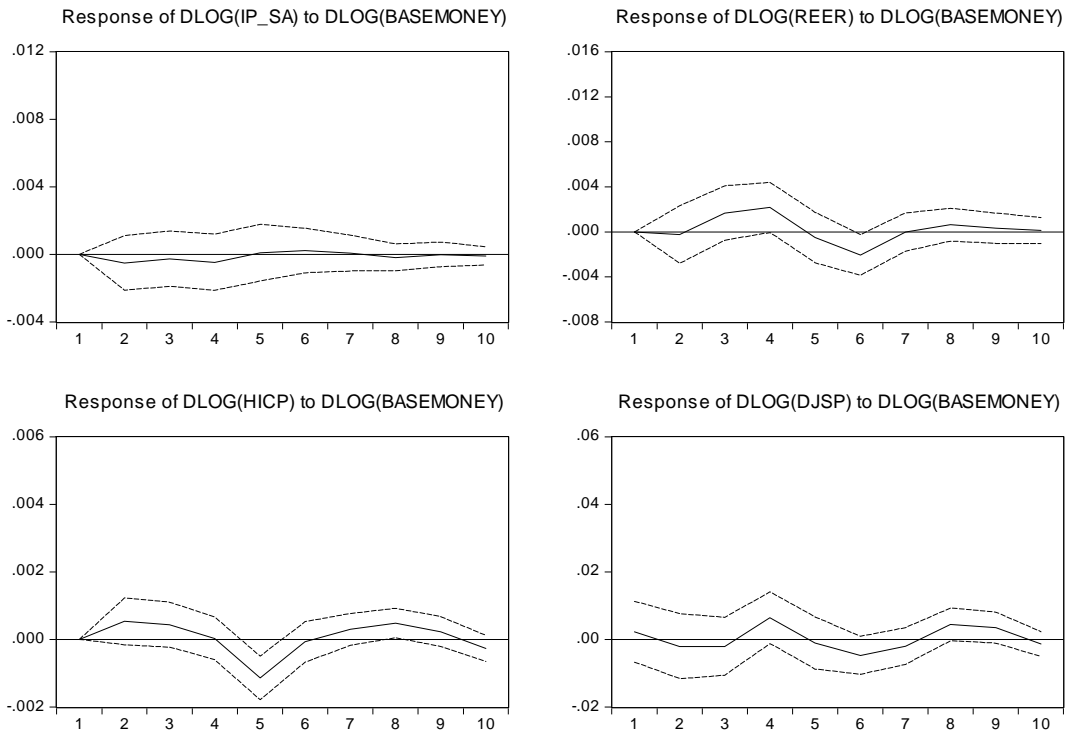 Response of DLOG(IP_SA) to DLOG(BASEMONEY)
.012
.008
.004
.000
-.004
1 2 3 4 5 6 7 8 9 10
Response of DLOG(REER) to DLOG(BASEMONEY)
.016
.012
.008
.004
.000
-.004
-.008
1 2 3 4 5 6 7 8 9 10
Response of DLOG(HICP) to DLOG(BASEMONEY)
.006
.004
.002
.000
-.002
1 2 3 4 5 6 7 8 9 10
Response of DLOG(DJSP) to DLOG(BASEMONEY)
.06
.04
.02
.00
-.02
1 2 3 4 5 6 7 8 9 10